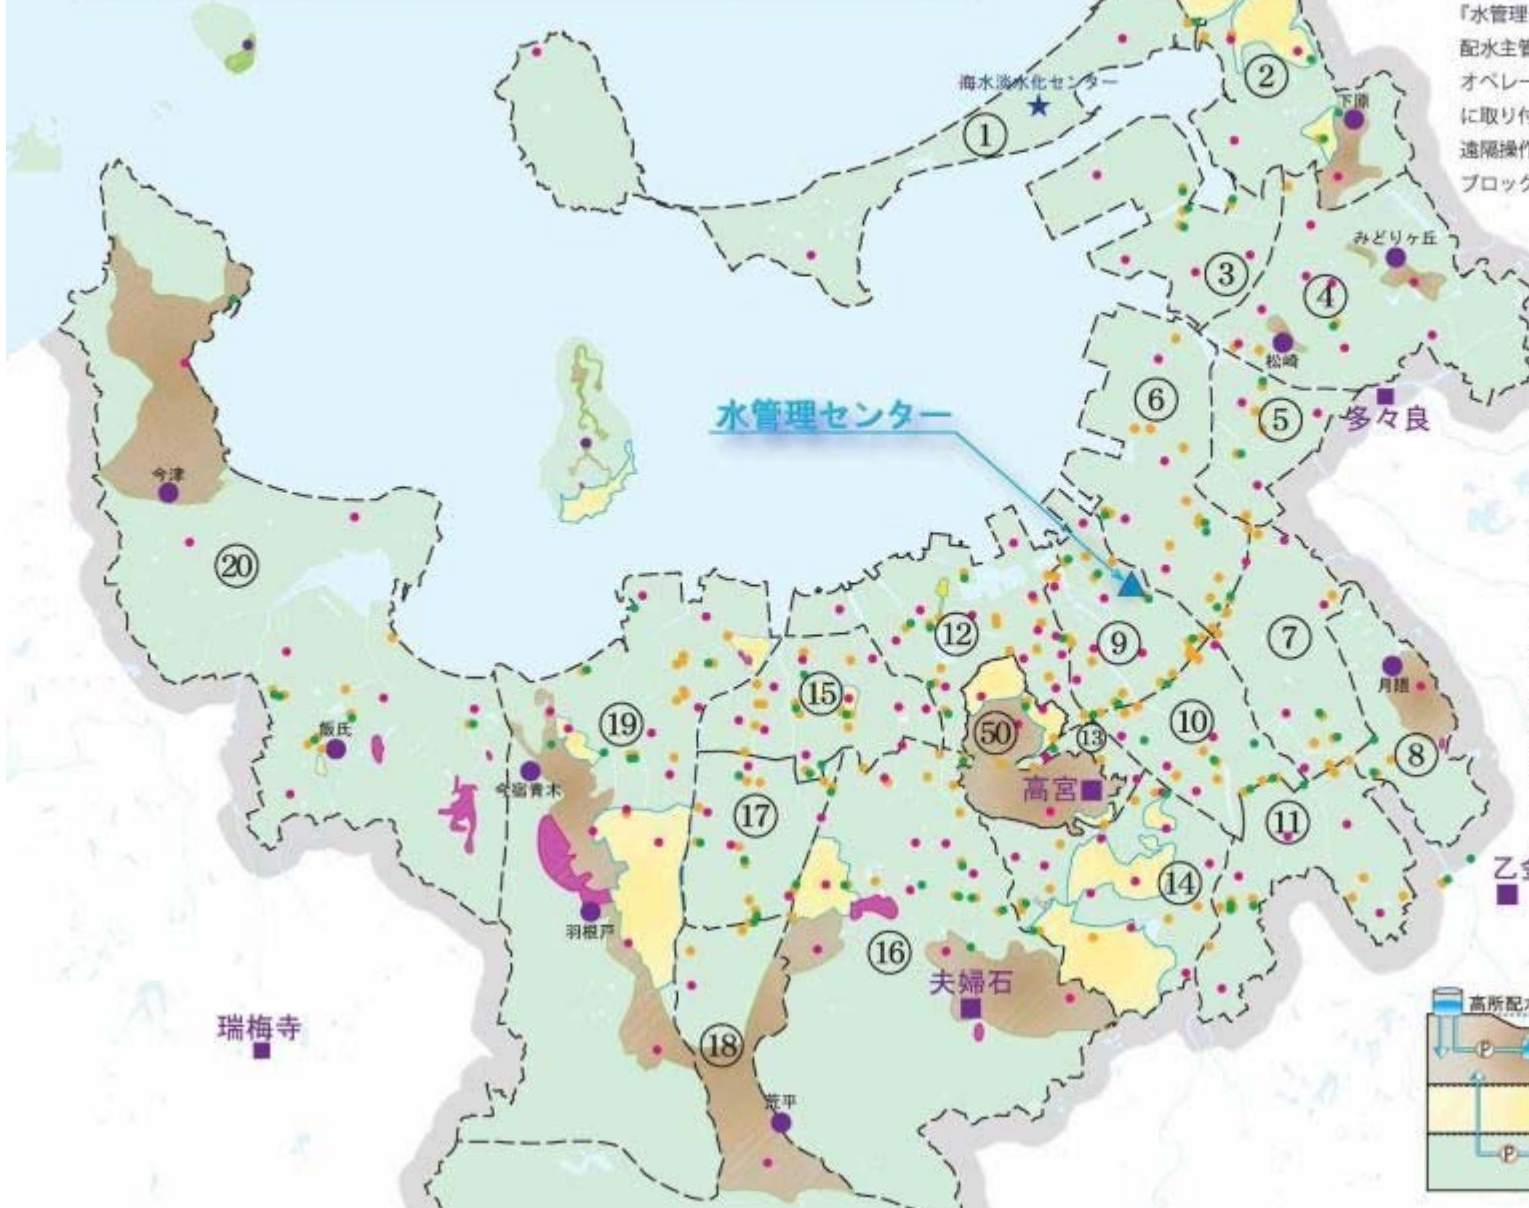 『水管理
配水主管
オペレー
に取り付
遠隔操作
ブロック
海水淡水化センター
①
②
下原
みどりヶ丘
③
④
松崎
⑥
⑤
多々良
水管理センター
今津
⑳
⑫
⑨
⑦
月隈
⑮
⑲
㊿
⑬
⑩
⑧
飯氏
今宿青木
高宮
⑰
⑪
⑭
乙金
羽根戸
⑯
夫婦石
瑞梅寺
⑱
荒平
高所配水
P
P